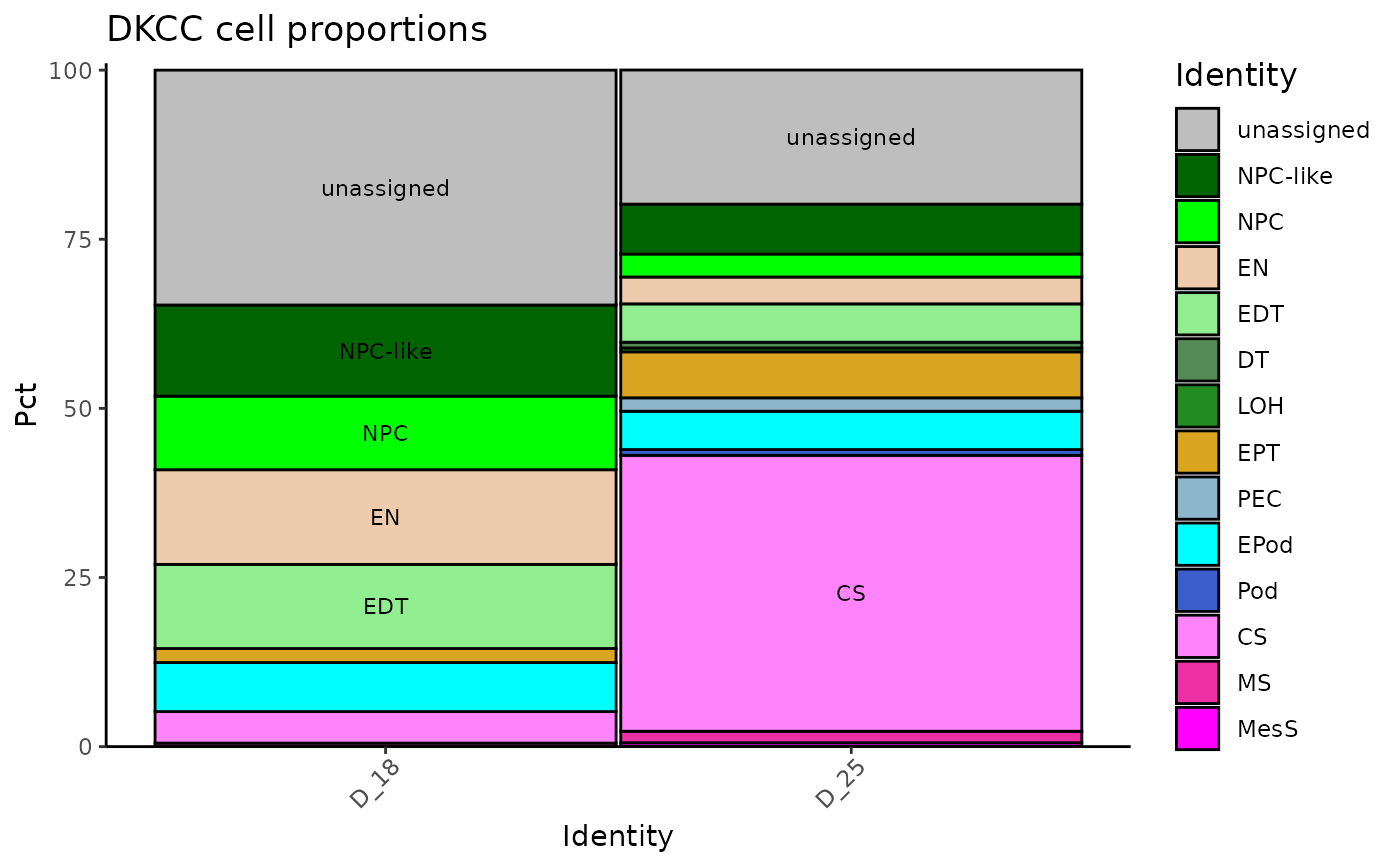 DKCC cell proportions
Pct
100
75
50
25
0
unassigned
NPC-like
NPC
EN
EDT
unassigned
CS
D_18
D_25
Identity
Identity
unassigned
NPC-like
NPC
EN
EDT
DT
LOH
EPT
PEC
EPod
Pod
CS
MS
MesS